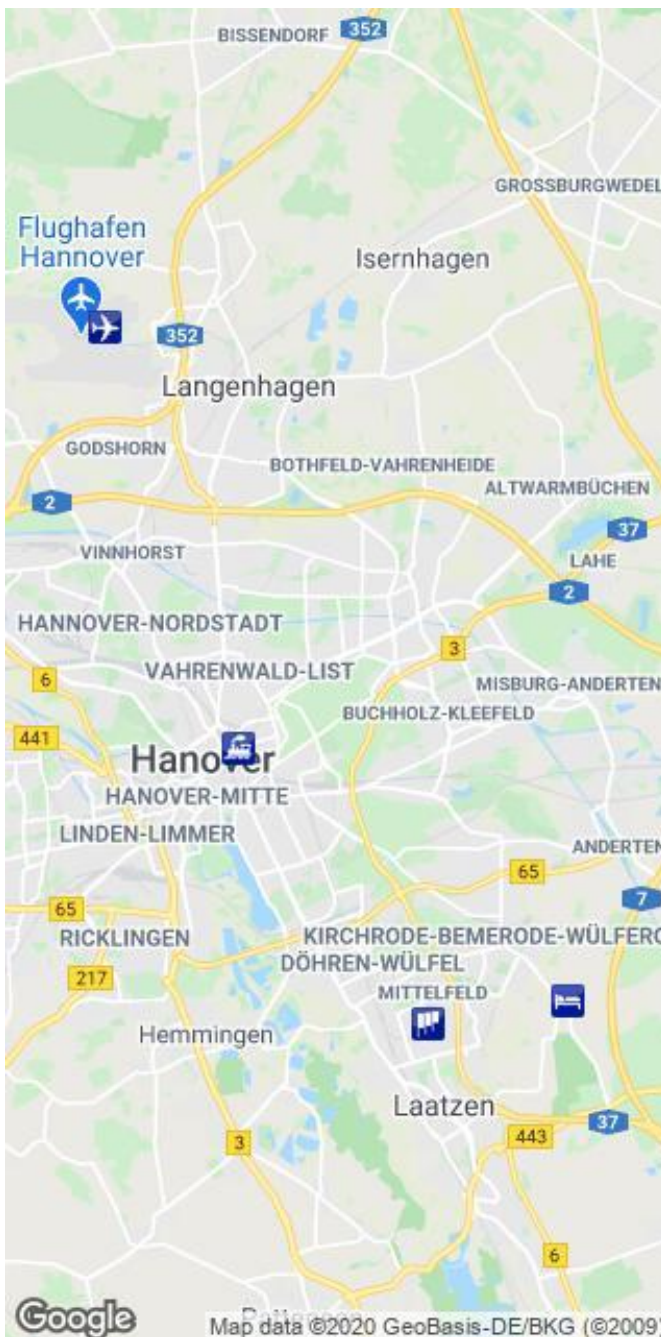 BISSENDORF
352
GROSSBURGWEDEL
Flughafen
Hannover
Isernhagen
352
Langenhagen
GODSHORN
BOTHFELD-VAHRENHEIDE
ALTWARMBÜCHEN
2
37
VINNHORST
LAHE
2
HANNOVER-NORDSTADT
3
VAHRENWALD-LIST
6
MISBURG-ANDERTEN
BUCHHOLZ-KLEEFELD
441
Hanover
HANOVER-MITTE
LINDEN-LIMMER
ANDERTEN
65
7
65
RICKLINGEN
KIRCHRODE-BEMERODE-WÜLFERO
DÖHREN-WÜLFEL
217
MITTELFELD
Hemmingen
Laatzen
37
3
443
6
Google
Map data ©2020 GeoBasis-DE/BKG (©2009)